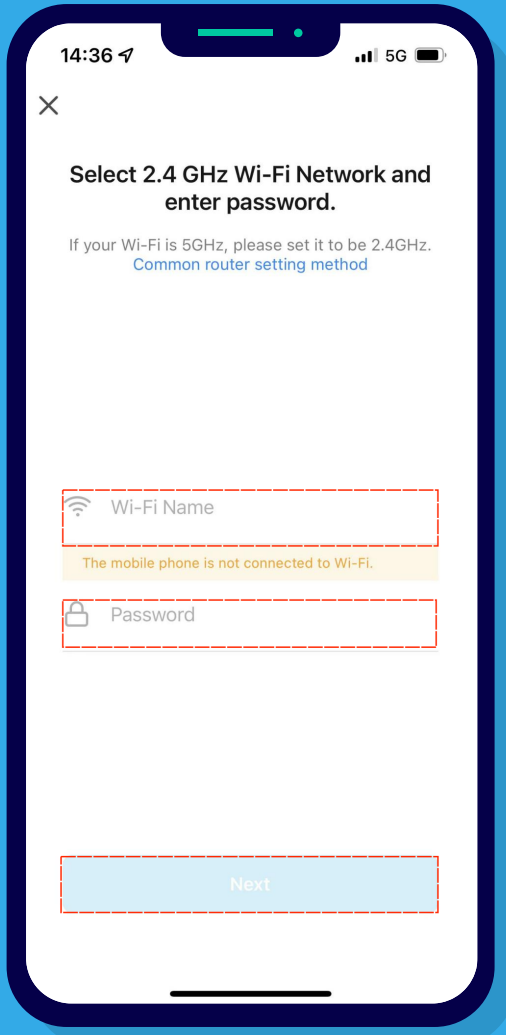 14:36 5G
Select 2.4 GHz Wi-Fi Network and
enter password.
If your Wi-Fi is 5GHz, please set it to be 2.4GHz.
Common router setting method
Wi-Fi Name
The mobile phone is not connected to Wi-Fi.
Password
Next